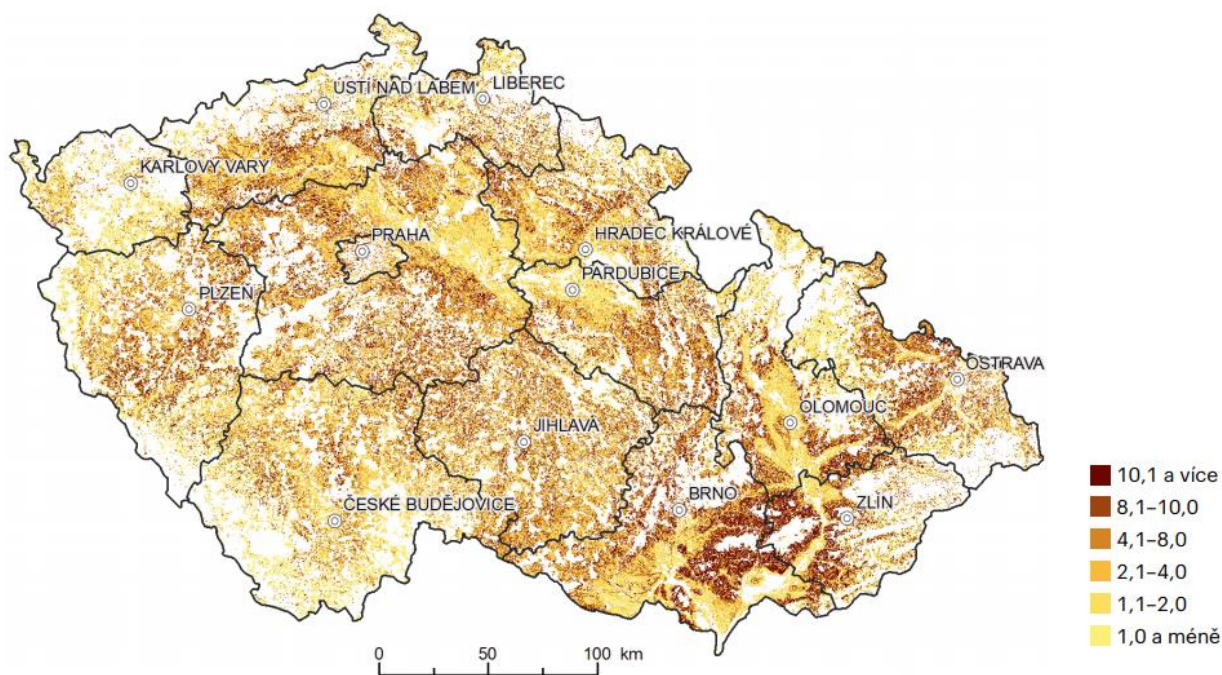 ÚSTÍ NAD LABEM
LIBEREC
KARLOVY VARY
PRAHA
HRADEC KRÁLOVÉ
PARDUBICE
PLZEŇ
OSTRAVA
OLOMOUC
JIHLAVA
BRNO
ZLÍN
ČESKÉ BUDĚJOVICE
10,1 a více
8,1–10,0
4,1–8,0
2,1–4,0
1,1–2,0
1,0 a méně
0 50 100 km